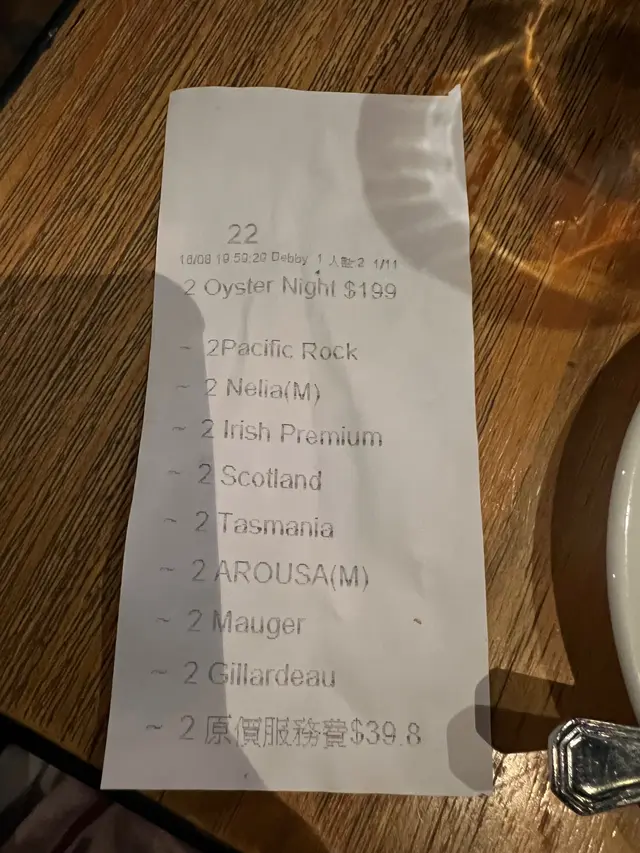 22
16/08 19:59:20 Debby 1 人數:2 1/11
2 Oyster Night $199
~ 2Pacific Rock
~ 2 Nelia(M)
~ 2 Irish Premium
~ 2 Scotland
~ 2 Tasmania
~ 2 AROUSA(M)
~ 2 Mauger
~ 2 Gillardeau
~ 2 原價服務費$39.8